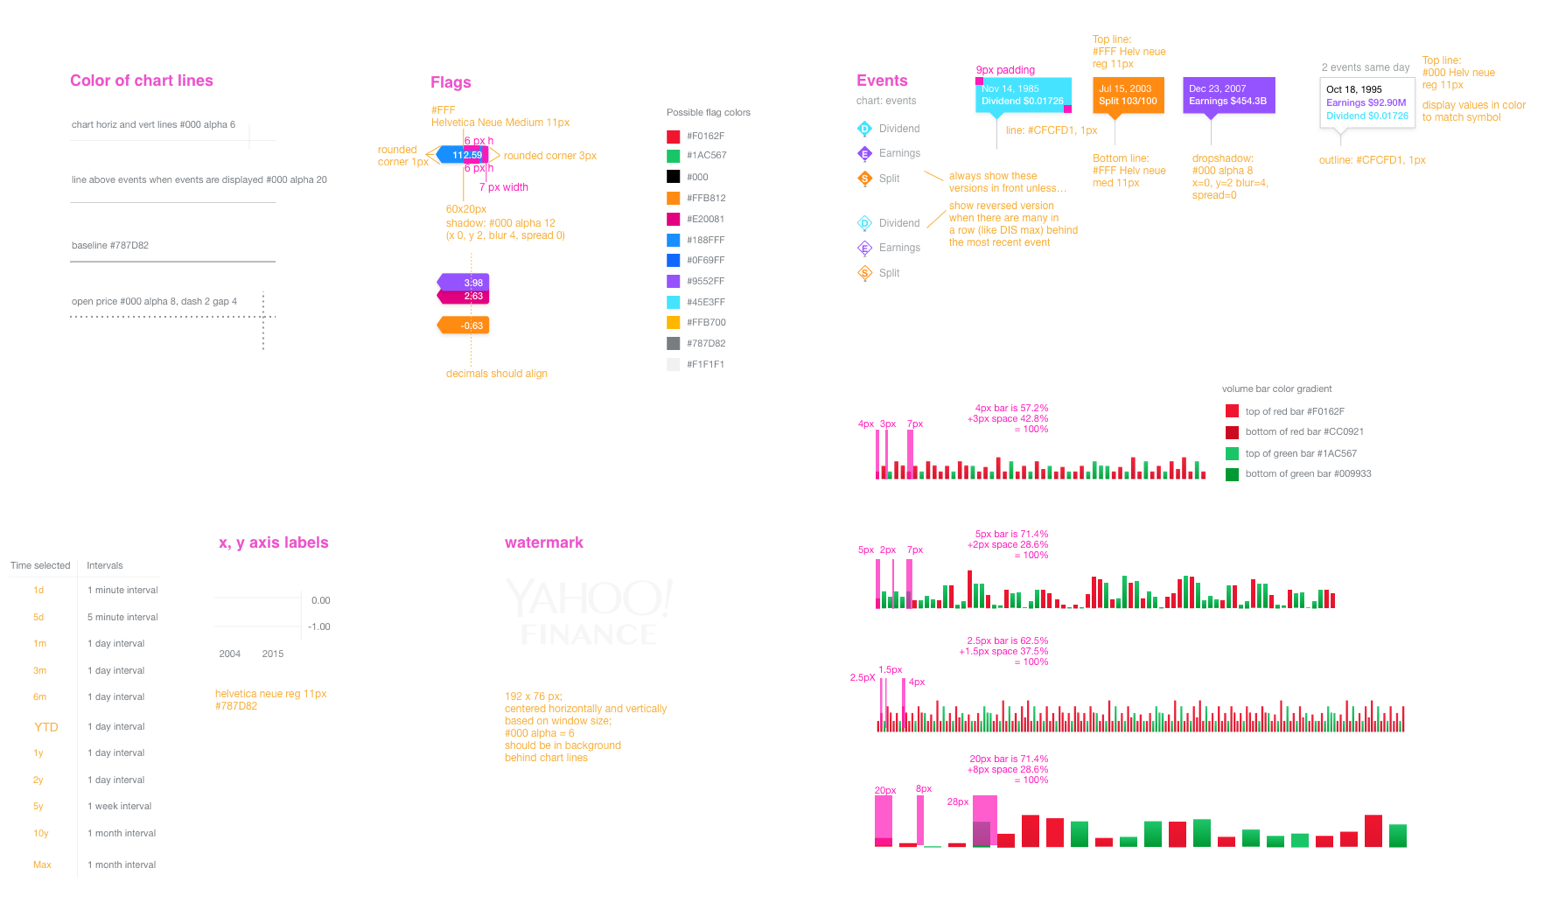 Color of chart lines
chart horiz and vert lines #000 alpha 6
line above events when events are displayed #000 alpha 20
baseline #787D82
open price #000 alpha 8, dash 2 gap 4
Flags
#FFF
Helvetica Neue Medium 11px
6 px h
rounded
corner 1px
112.59
rounded corner 3px
6 px h
7 px width
60x20px
shadow: #000 alpha 12
(x 0, y 2, blur 4, spread 0)
3.98
2.63
-0.63
decimals should align
Possible flag colors
#F0162F
#1AC567
#000
#FFB812
#E20081
#188FFF
#0F69FF
#9552FF
#45E3FF
#FFB700
#787D82
#F1F1F1
Events
chart: events
D Dividend
E Earnings
S Split
D Dividend
E Earnings
S Split
always show these
versions in front unless...
show reversed version
when there are many in
a row (like DIS max) behind
the most recent event
9px padding
Nov 14, 1985
Dividend $0.01726
line: #CFCFD1, 1px
Top line:
#FFF Helv neue
reg 11px
Jul 15, 2003
Split 103/100
Bottom line:
#FFF Helv neue
med 11px
Dec 23, 2007
Earnings $454.3B
dropshadow:
#000 alpha 8
x=0, y=2 blur=4,
spread=0
2 events same day
Oct 18, 1995
Earnings $92.90M
Dividend $0.01726
outline: #CFCFD1, 1px
Top line:
#000 Helv neue
reg 11px
display values in color
to match symbol
4px bar is 57.2%
+3px space 42.8%
= 100%
4px 3px 7px
volume bar color gradient
top of red bar #F0162F
bottom of red bar #CC0921
top of green bar #1AC567
bottom of green bar #009933
5px bar is 71.4%
+2px space 28.6%
= 100%
5px 2px 7px
2.5px bar is 62.5%
+1.5px space 37.5%
= 100%
1.5px
2.5pX
4px
20px bar is 71.4%
+8px space 28.6%
= 100%
20px
8px
28px
x, y axis labels
Time selected Intervals
1d 1 minute interval
5d 5 minute interval
1m 1 day interval
3m 1 day interval
6m 1 day interval
YTD 1 day interval
1y 1 day interval
2y 1 day interval
5y 1 week interval
10y 1 month interval
Max 1 month interval
0.00
-1.00
2004 2015
helvetica neue reg 11px
#787D82
watermark
YAHOO!
FINANCE
192 x 76 px;
centered horizontally and vertically
based on window size;
#000 alpha = 6
should be in background
behind chart lines